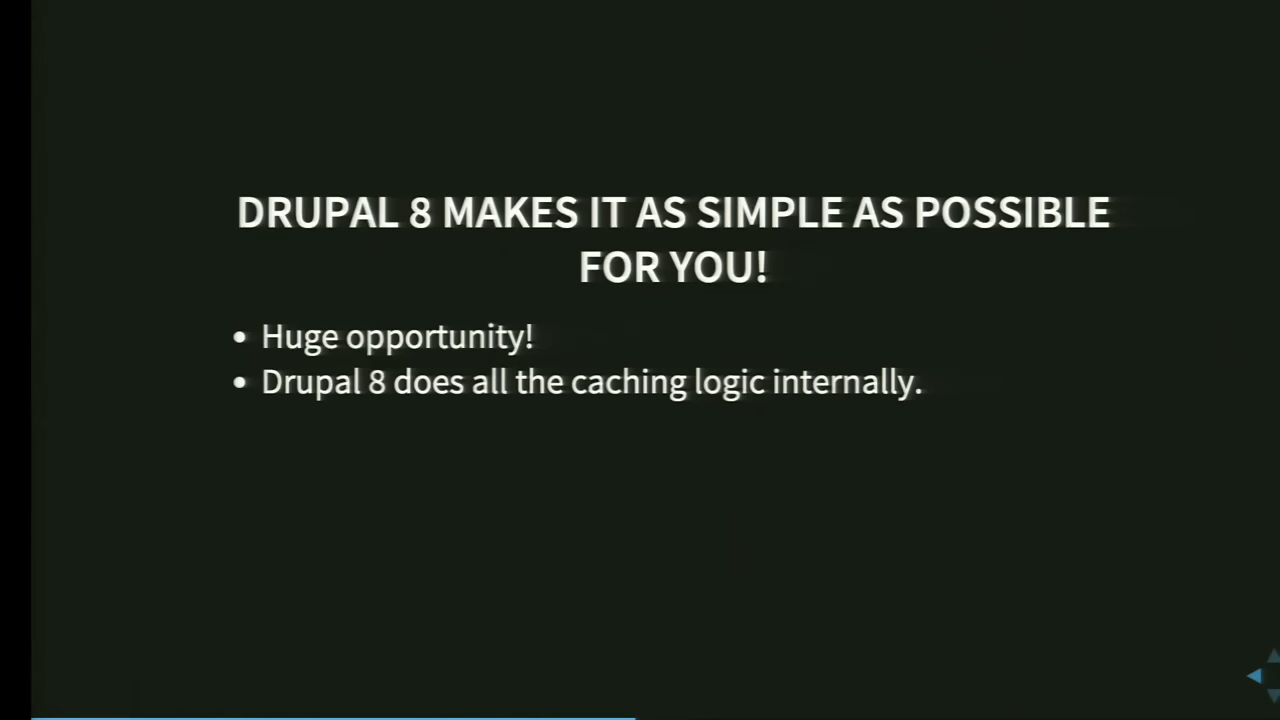 DRUPAL 8 MAKES IT AS SIMPLE AS POSSIBLE
FOR YOU!
• Huge opportunity!
• Drupal 8 does all the caching logic internally.